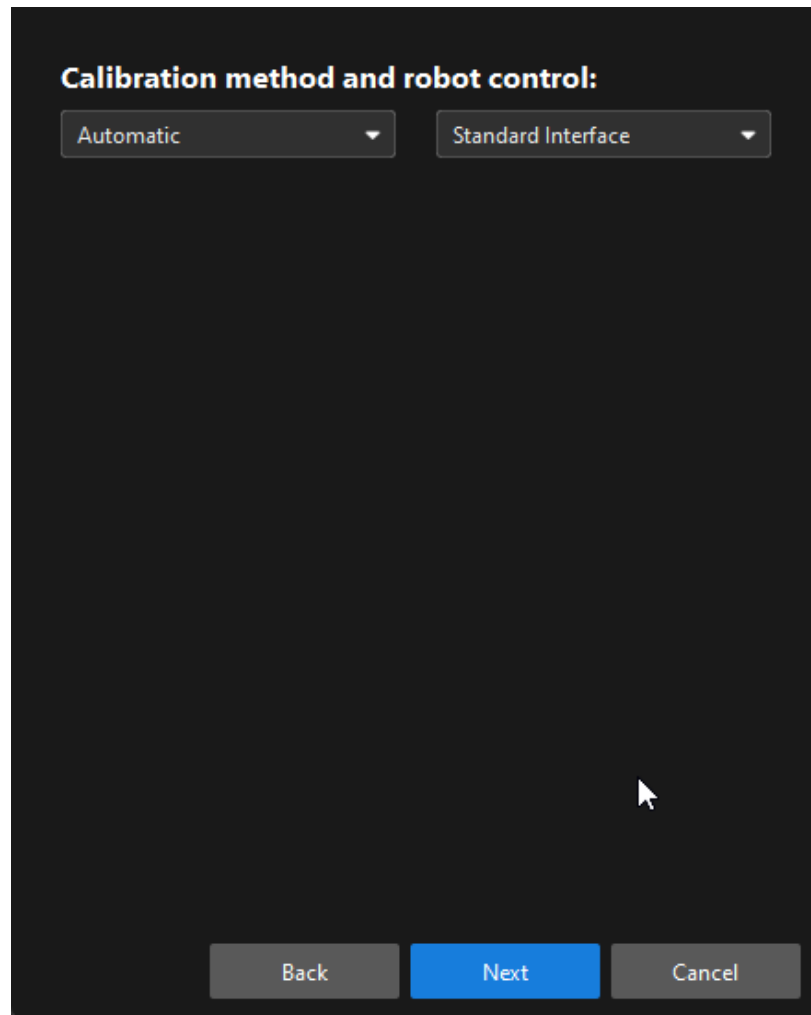 Calibration method and robot control:
Automatic Standard Interface
Back Next Cancel